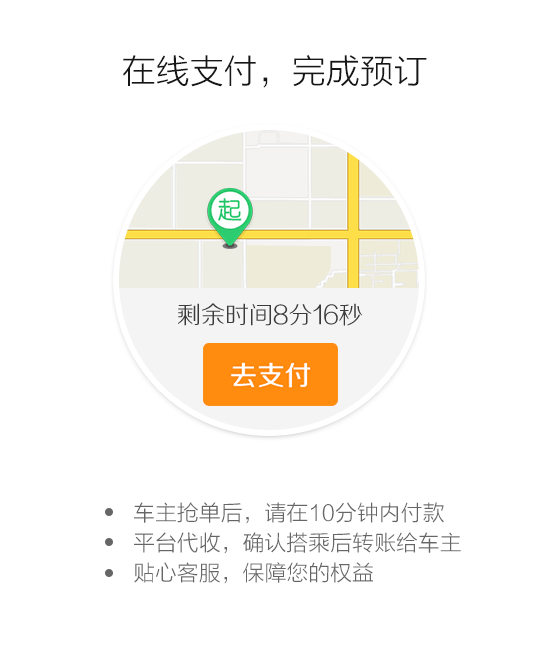 在线支付，完成预订
起
剩余时间8分16秒
去支付
车主抢单后，请在10分钟内付款
平台代收，确认搭乘后转账给车主
贴心客服，保障您的权益